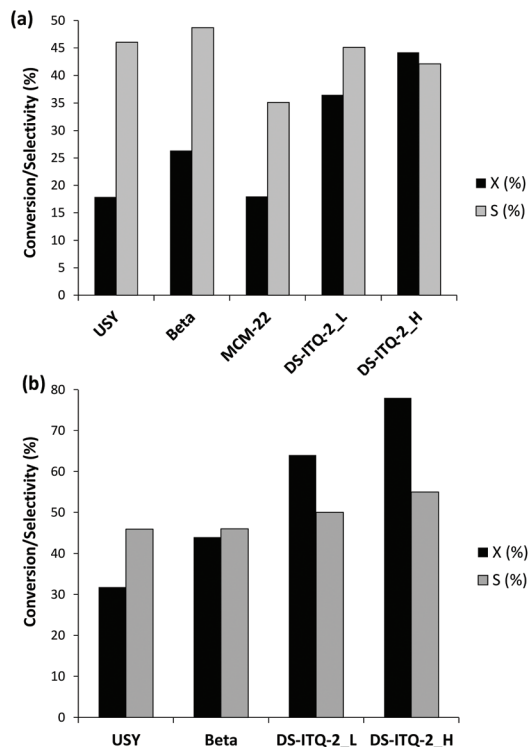 (a)
Conversion/Selectivity (%)
50
45
40
35
30
25
20
15
10
5
0
USY
Beta
MCM-22
DS-ITQ-2_L
DS-ITQ-2_H
X (%)
S (%)
(b)
Conversion/Selectivity (%)
80
70
60
50
40
30
20
10
0
USY
Beta
DS-ITQ-2_L
DS-ITQ-2_H
X (%)
S (%)